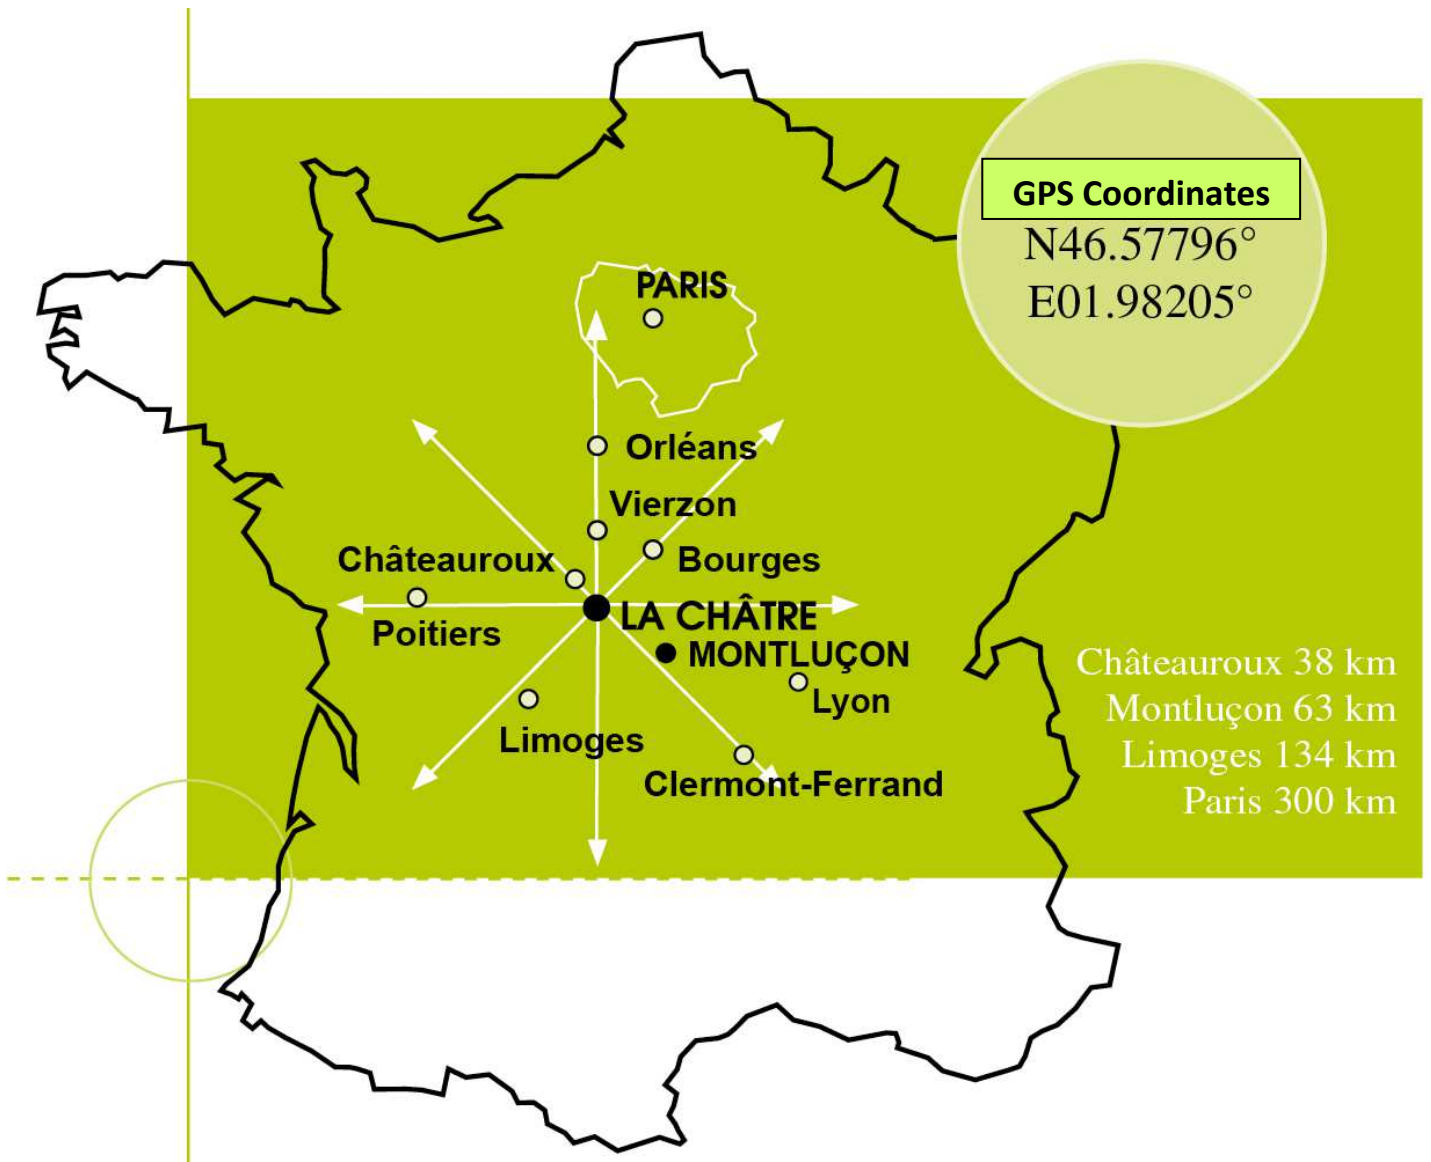 GPS Coordinates
N46.57796°
E01.98205°
PARIS
Orléans
Vierzon
Châteauroux
Bourges
LA CHÂTRE
Poitiers
MONTLUÇON
Lyon
Limoges
Clermont-Ferrand
Châteauroux 38 km
Montluçon 63 km
Limoges 134 km
Paris 300 km